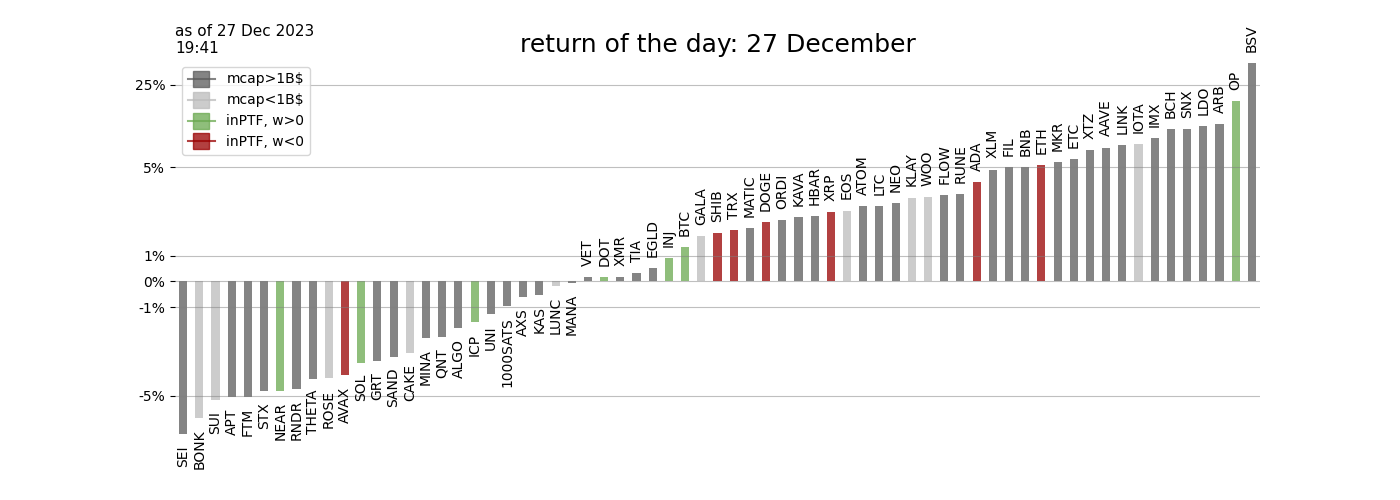 as of 27 Dec 2023
19:41
return of the day: 27 December
mcap>1B$
mcap<1B$
inPTF, w>0
inPTF, w<0
25%
5%
1%
0%
-1%
-5%
SEI
BONK
SUI
APT
FTM
STX
NEAR
RNDR
THETA
ROSE
AVAX
SOL
GRT
SAND
CAKE
MINA
QNT
ALGO
ICP
UNI
1000SATS
AXS
KAS
LUNC
MANA
VET
DOT
XMR
TIA
EGLD
INJ
BTC
GALA
SHIB
TRX
MATIC
DOGE
ORDI
KAVA
HBAR
XRP
EOS
ATOM
LTC
NEO
KLAY
WOO
FLOW
RUNE
ADA
XLM
FIL
BNB
ETH
MKR
ETC
XTZ
AAVE
LINK
IOTA
IMX
BCH
SNX
LDO
ARB
OP
BSV